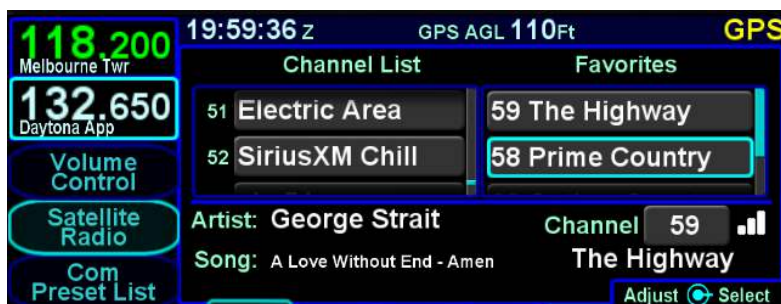 118.200
Melbourne Twr
132.650
Daytona App
Volume
Control
Satellite
Radio
Com
Preset List
19:59:36 Z GPS AGL 110Ft GPS
Channel List
51 Electric Area
52 SiriusXM Chill
Favorites
59 The Highway
58 Prime Country
Artist: George Strait
Song: A Love Without End - Amen
Channel 59
The Highway
Adjust Select